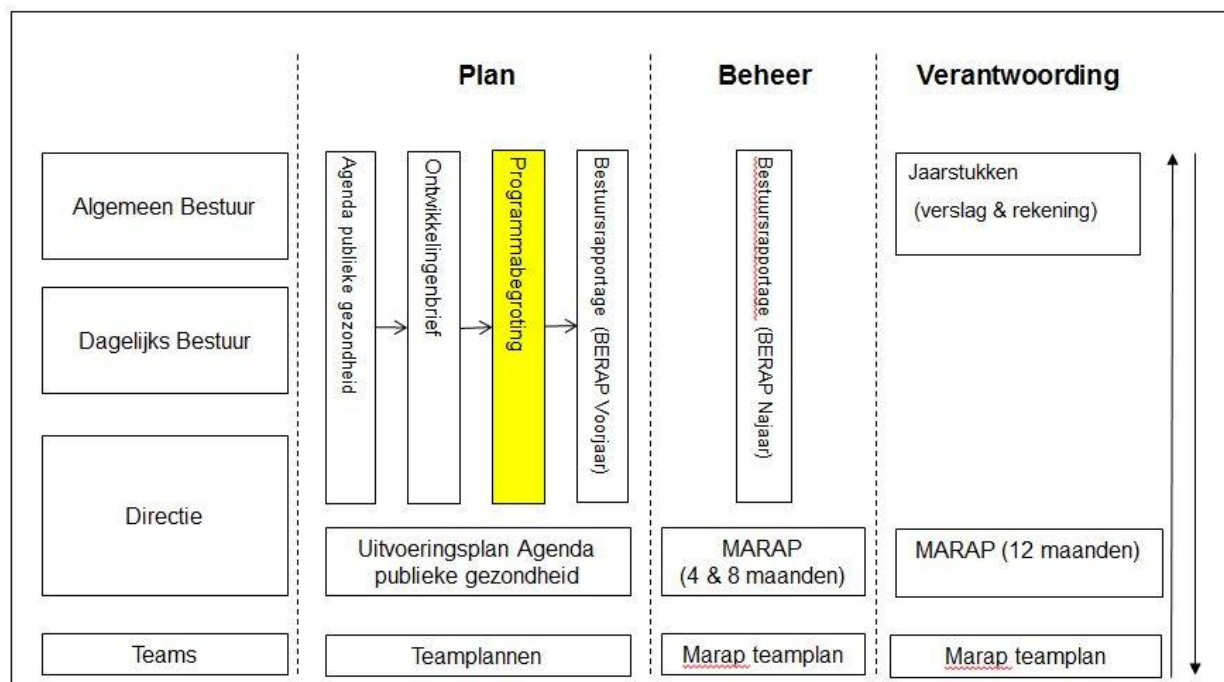 Plan
Beheer
Verantwoording
Algemeen Bestuur
Dagelijks Bestuur
Directie
Teams
Agenda publieke gezondheid
Ontwikkelingenbrief
Programmabegroting
Bestuursrapportage (BERAP Voorjaar)
Uitvoeringsplan Agenda
publieke gezondheid
Teamplannen
Bestuursrapportage (BERAP Najaar)
MARAP
(4 & 8 maanden)
Marap teamplan
Jaarstukken
(verslag & rekening)
MARAP (12 maanden)
Marap teamplan